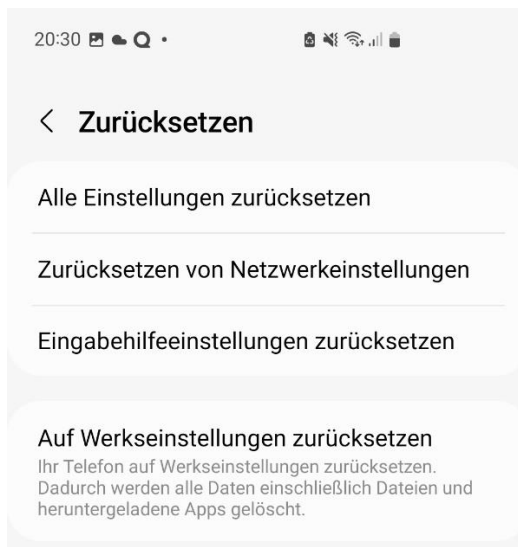 20:30
Zurücksetzen
Alle Einstellungen zurücksetzen
Zurücksetzen von Netzwerkeinstellungen
Eingabehilfeeinstellungen zurücksetzen
Auf Werkseinstellungen zurücksetzen
Ihr Telefon auf Werkseinstellungen zurücksetzen.
Dadurch werden alle Daten einschließlich Dateien und
heruntergeladene Apps gelöscht.